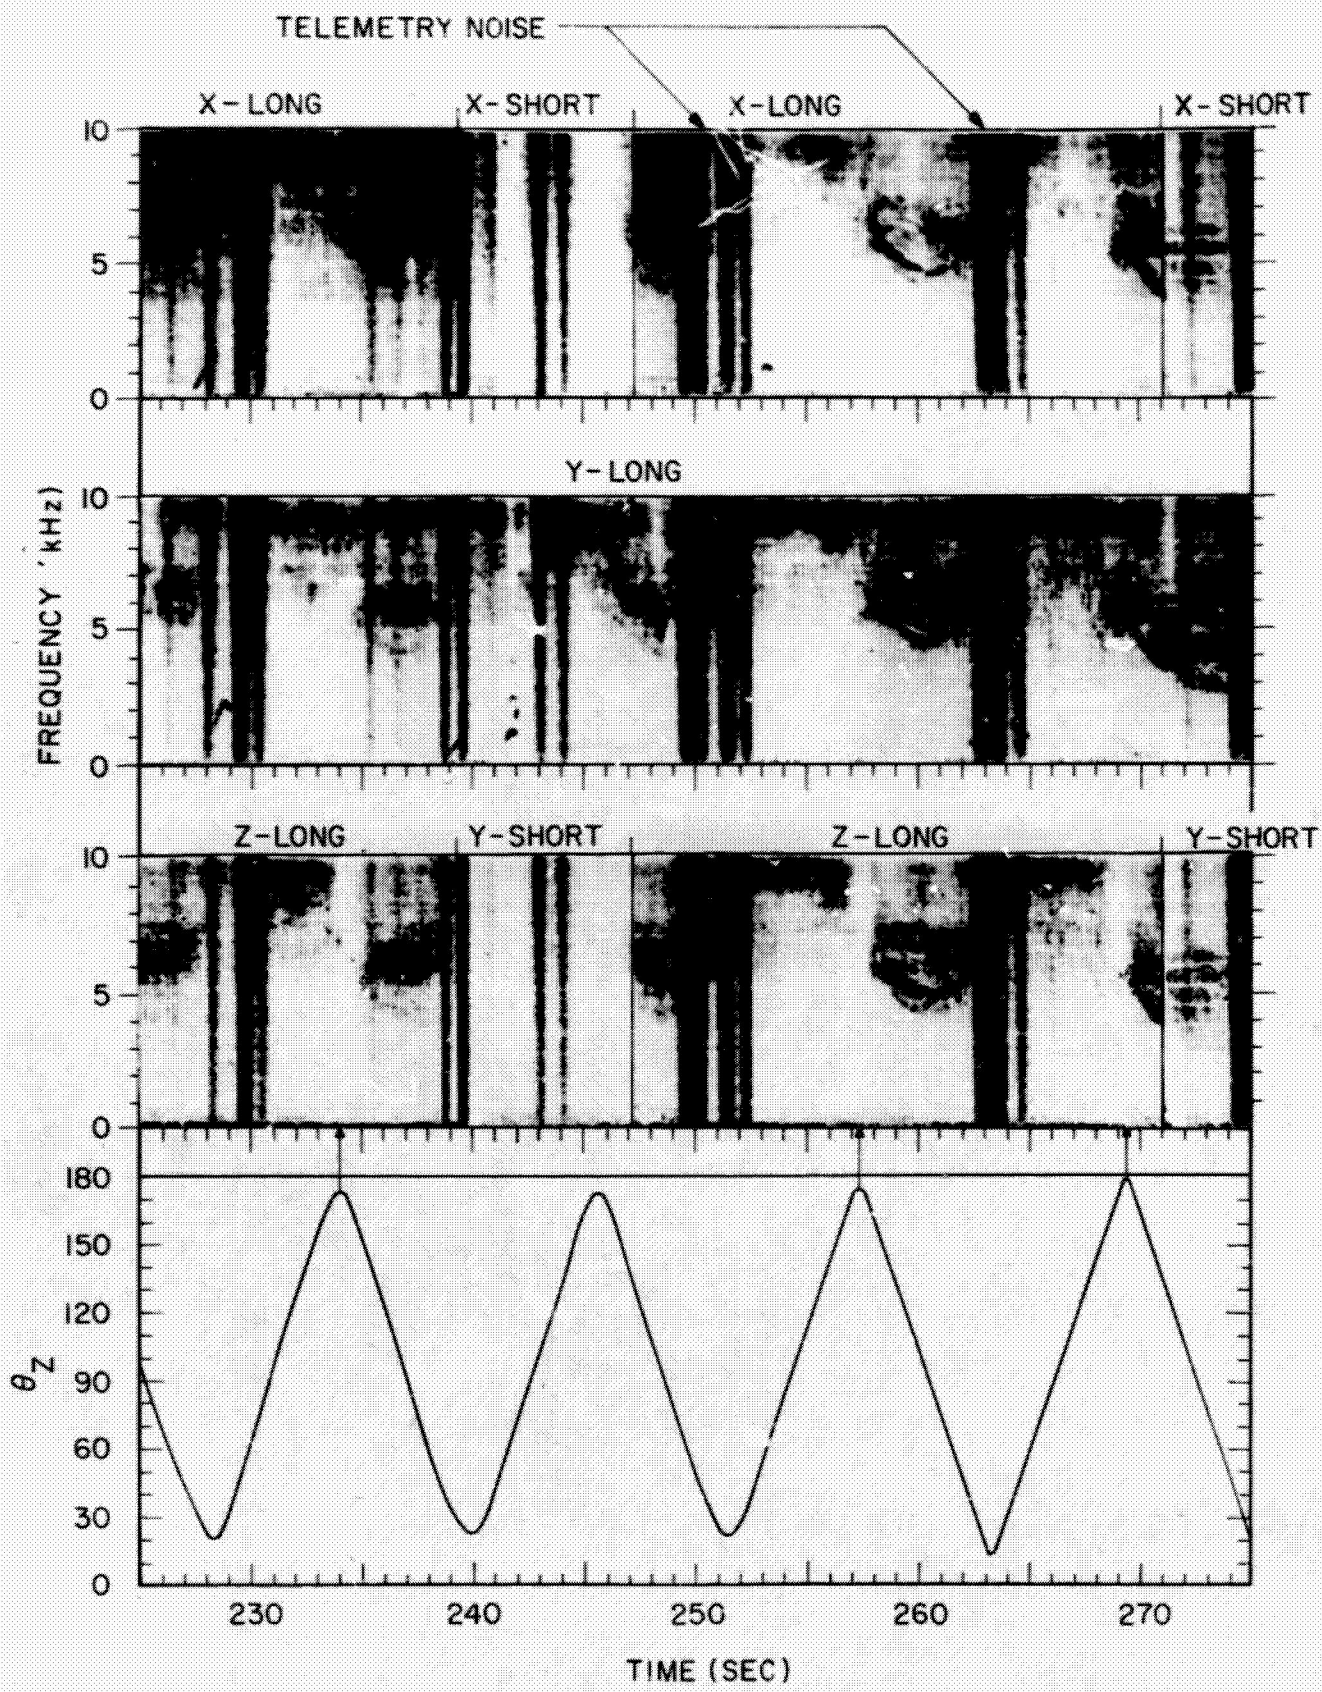 TELEMETRY NOISE
X-LONG X-SHORT X-LONG X-SHORT
10
5
0
Y-LONG
10
5
0
FREQUENCY 'kHz)
Z-LONG Y-SHORT Z-LONG Y-SHORT
10
5
0
180
150
120
90
60
30
0
θZ
230 240 250 260 270
TIME (SEC)